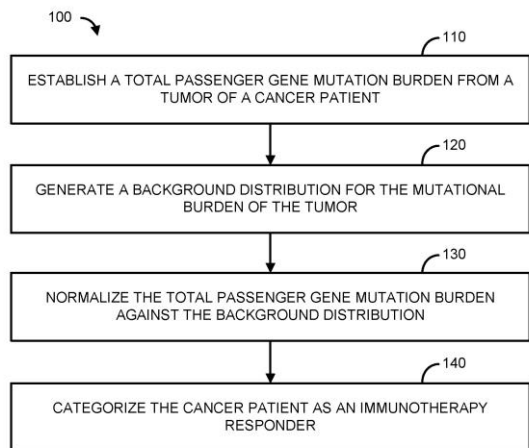 100
110
ESTABLISH A TOTAL PASSENGER GENE MUTATION BURDEN FROM A
TUMOR OF A CANCER PATIENT
120
GENERATE A BACKGROUND DISTRIBUTION FOR THE MUTATIONAL
BURDEN OF THE TUMOR
130
NORMALIZE THE TOTAL PASSENGER GENE MUTATION BURDEN
AGAINST THE BACKGROUND DISTRIBUTION
140
CATEGORIZE THE CANCER PATIENT AS AN IMMUNOTHERAPY
RESPONDER